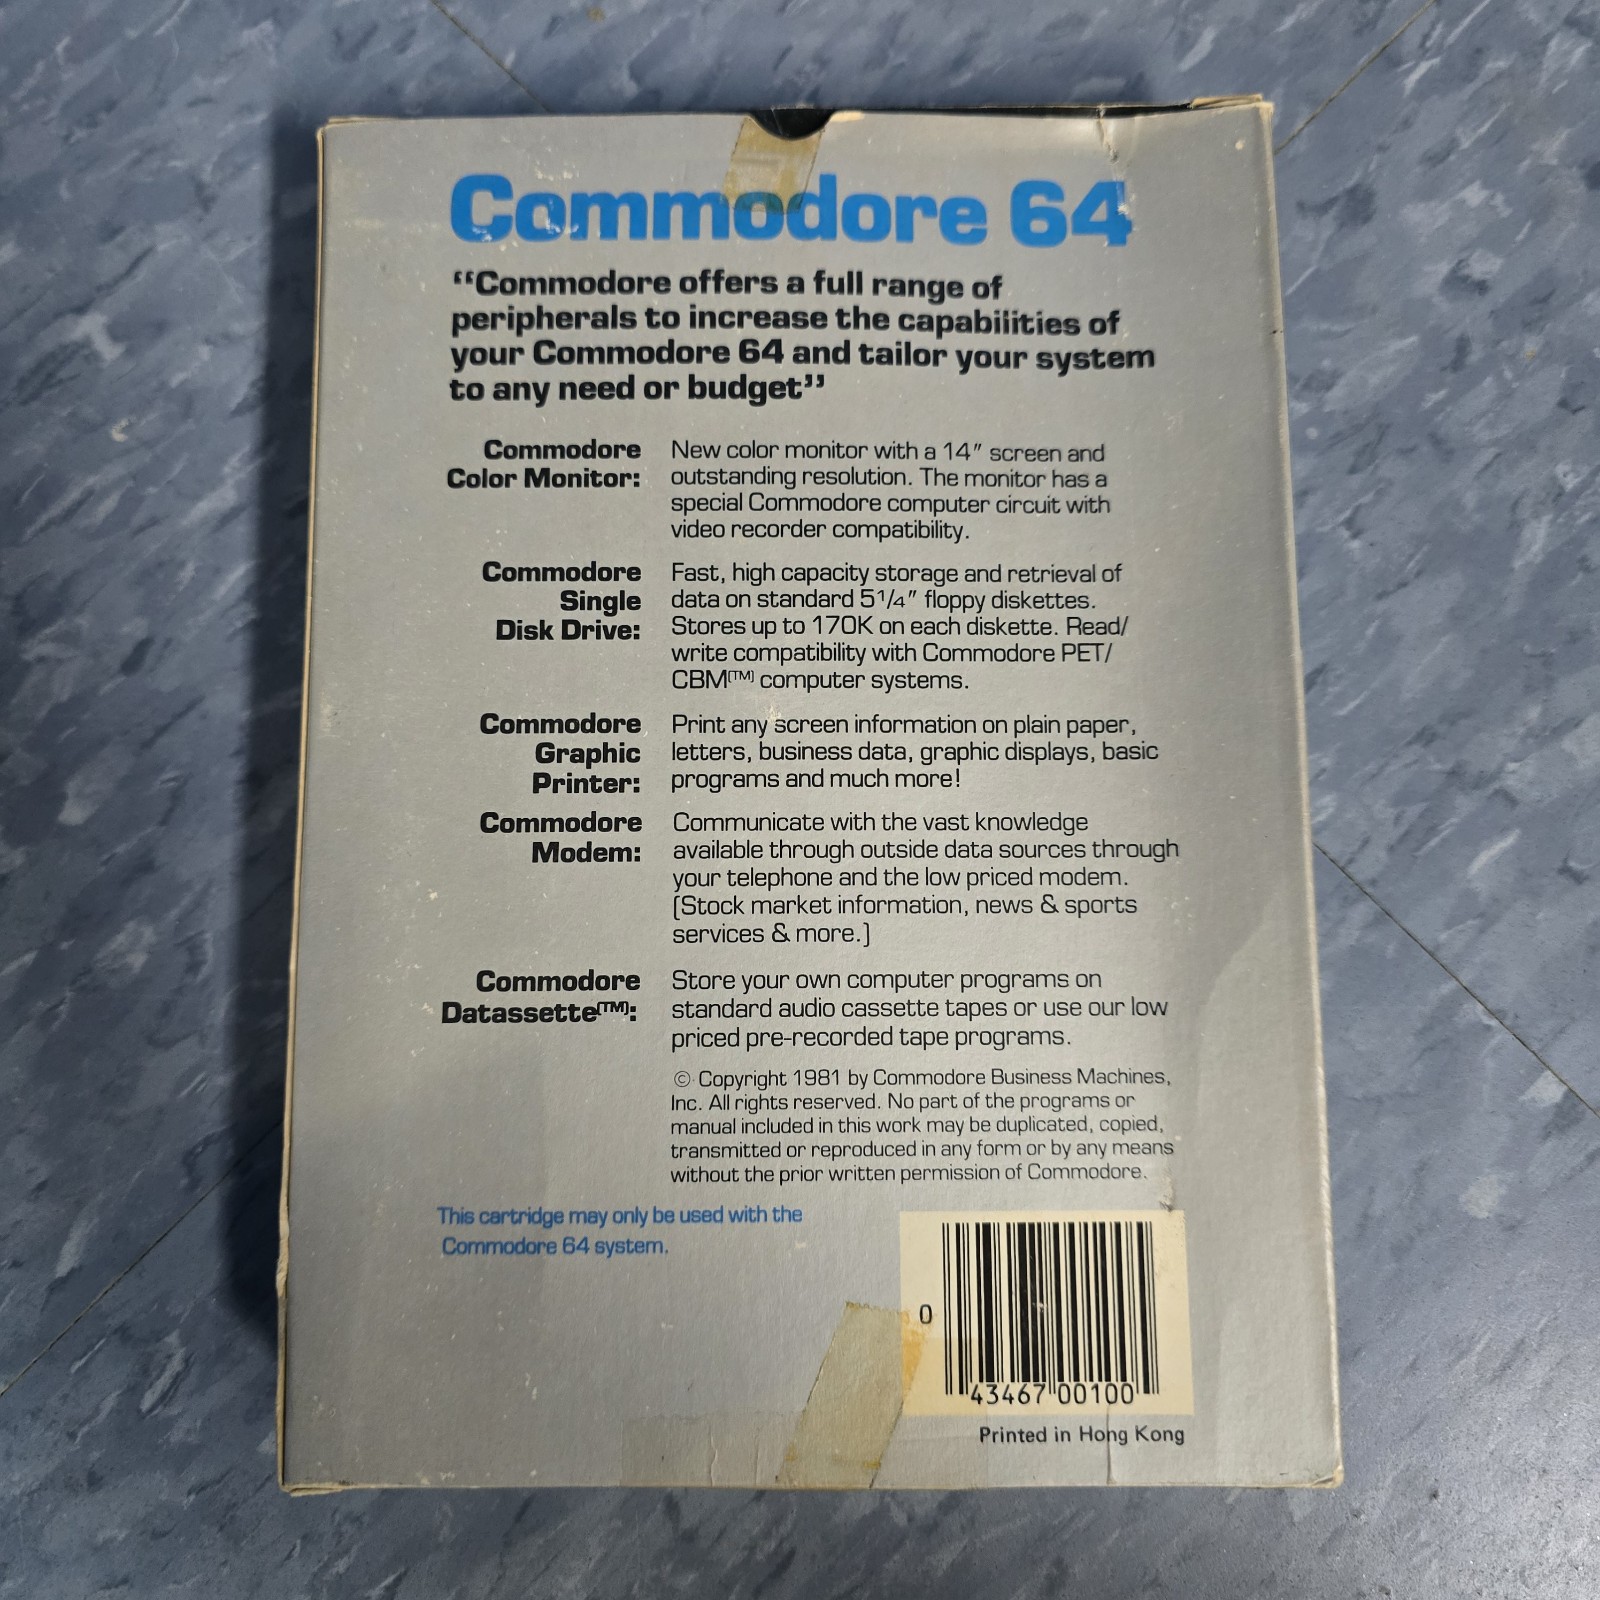 Commodore 64
“Commodore offers a full range of
peripherals to increase the capabilities of
your Commodore 64 and tailor your system
to any need or budget”
Commodore
Color Monitor:
New color monitor with a 14" screen and
outstanding resolution. The monitor has a
special Commodore computer circuit with
video recorder compatibility.
Commodore
Single
Disk Drive:
Fast, high capacity storage and retrieval of
data on standard 5 1/4" floppy diskettes.
Stores up to 170K on each diskette. Read/
write compatibility with Commodore PET/
CBM[TM] computer systems.
Commodore
Graphic
Printer:
Print any screen information on plain paper,
letters, business data, graphic displays, basic
programs and much more!
Commodore
Modem:
Communicate with the vast knowledge
available through outside data sources through
your telephone and the low priced modem.
[Stock market information, news & sports
services & more.]
Commodore
Datassette[TM]:
Store your own computer programs on
standard audio cassette tapes or use our low
priced pre-recorded tape programs.
© Copyright 1981 by Commodore Business Machines,
Inc. All rights reserved. No part of the programs or
manual included in this work may be duplicated, copied,
transmitted or reproduced in any form or by any means
without the prior written permission of Commodore.
This cartridge may only be used with the
Commodore 64 system.
0 43467 00100
Printed in Hong Kong